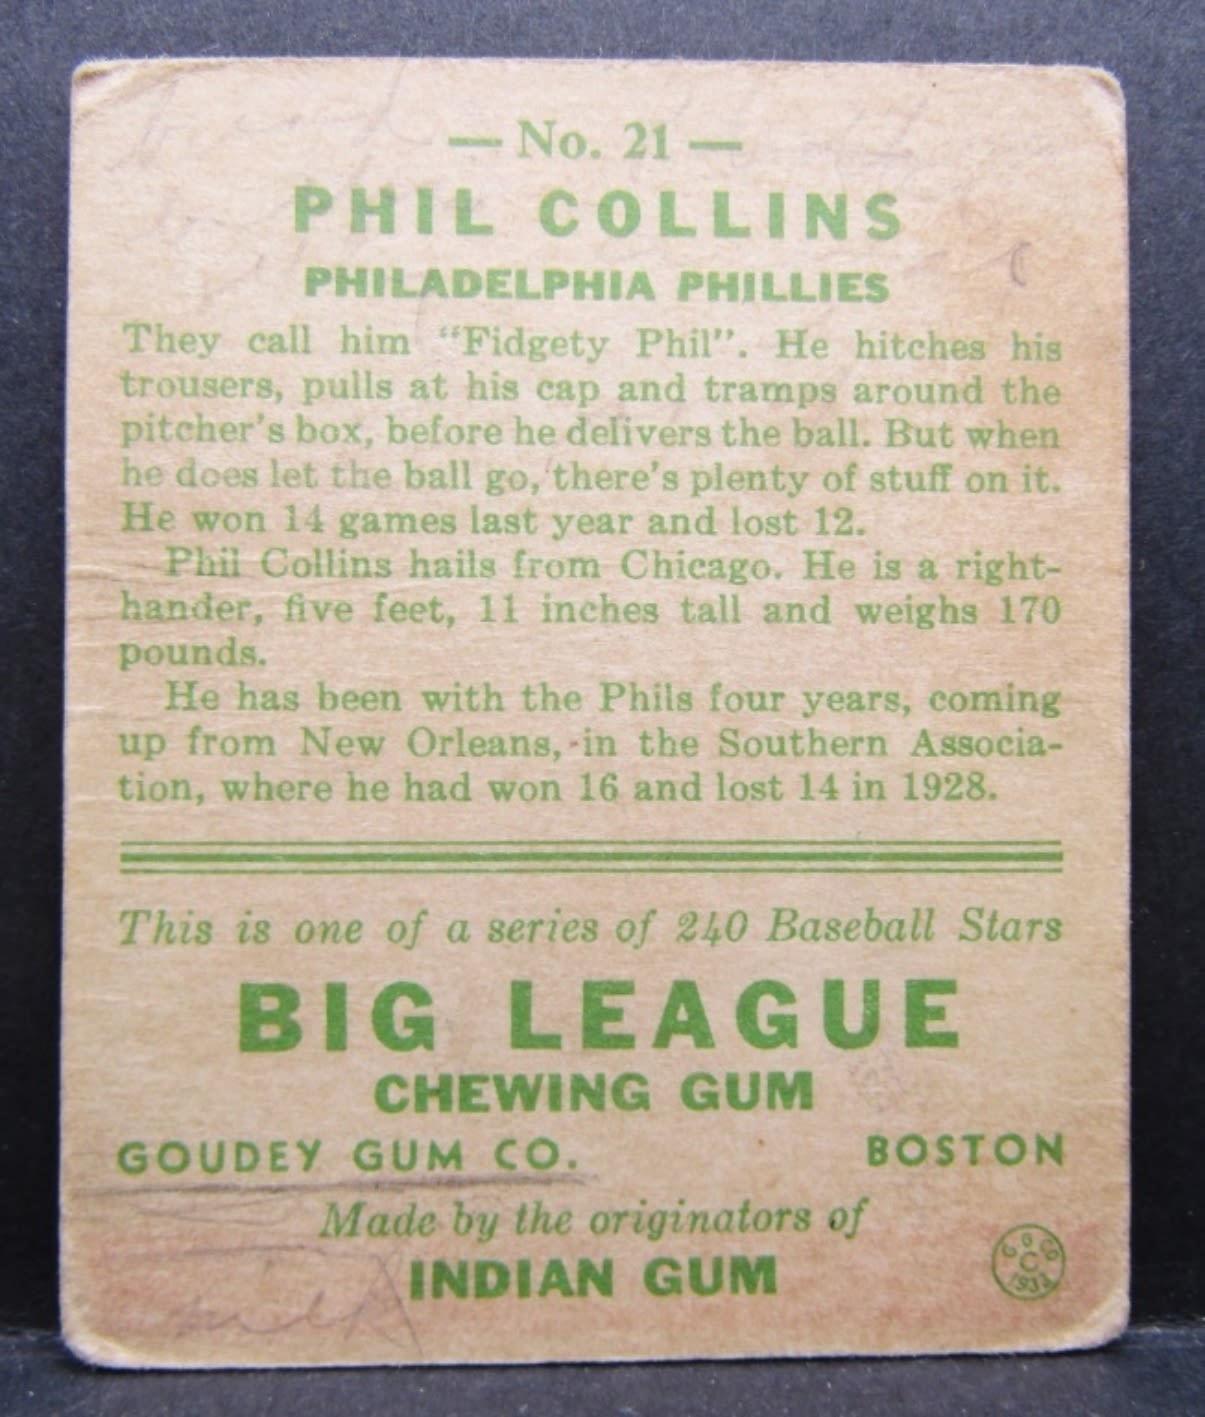 — No. 21 —
PHIL COLLINS
PHILADELPHIA PHILLIES
They call him "Fidgety Phil". He hitches his
trousers, pulls at his cap and tramps around the
pitcher's box, before he delivers the ball. But when
he does let the ball go, there's plenty of stuff on it.
He won 14 games last year and lost 12.
Phil Collins hails from Chicago. He is a right-
hander, five feet, 11 inches tall and weighs 170
pounds.
He has been with the Phils four years, coming
up from New Orleans, in the Southern Associa-
tion, where he had won 16 and lost 14 in 1928.
This is one of a series of 240 Baseball Stars
BIG LEAGUE
CHEWING GUM
GOUDEY GUM CO. BOSTON
Made by the originators of
INDIAN GUM
C
1933
milk